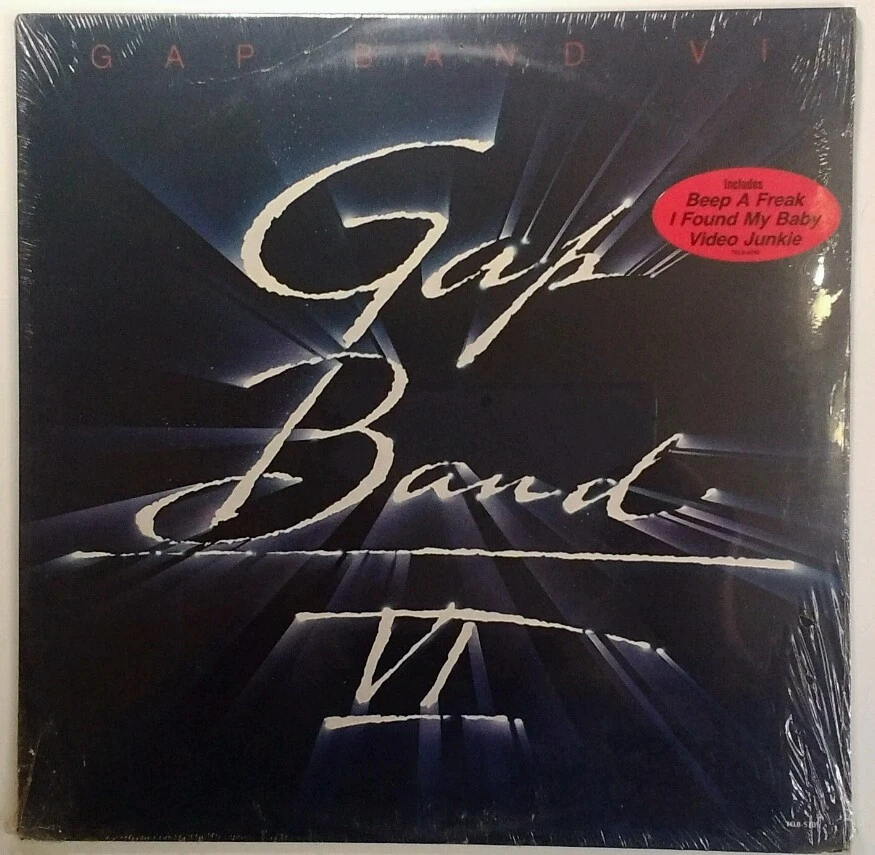 GAP BAND VI
Gap
Band
VI
Includes
Beep A Freak
I Found My Baby
Video Junkie